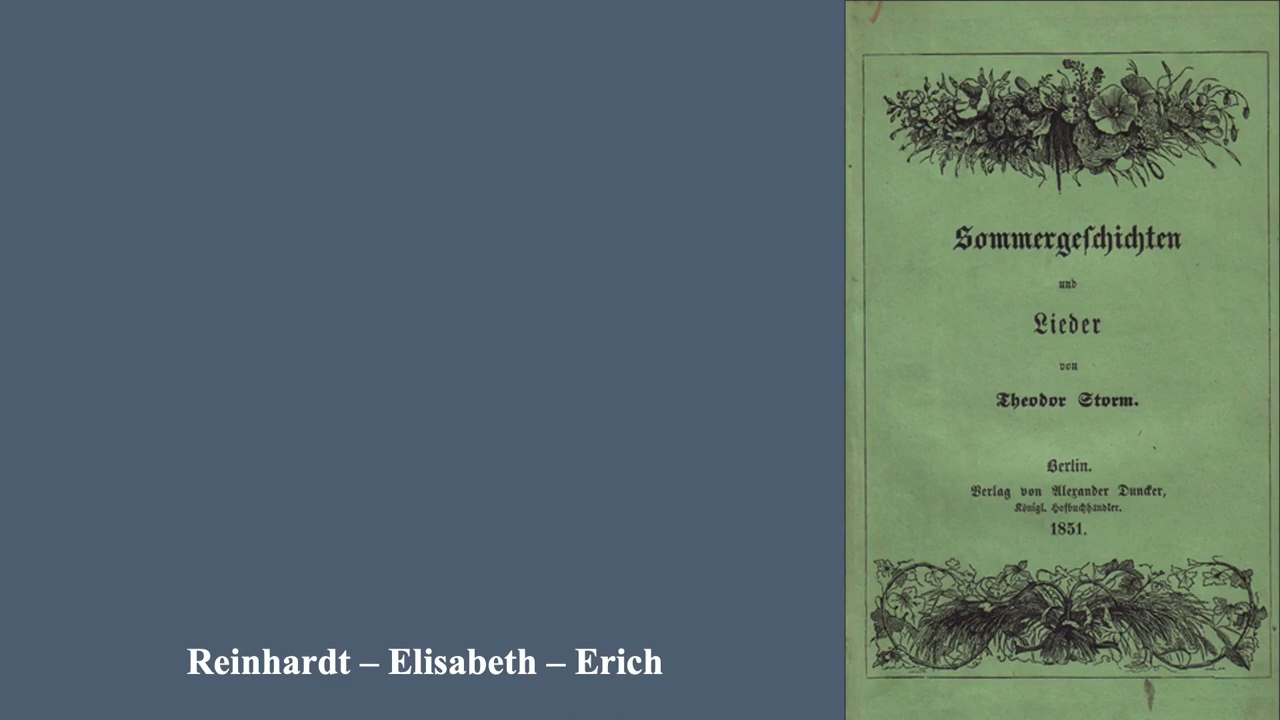 Sommergeſchichten
und
Lieder
von
Theodor Storm.
Berlin.
Verlag von Alexander Duncker,
Königl. Hofbuchhändler.
1851.
Reinhardt – Elisabeth – Erich